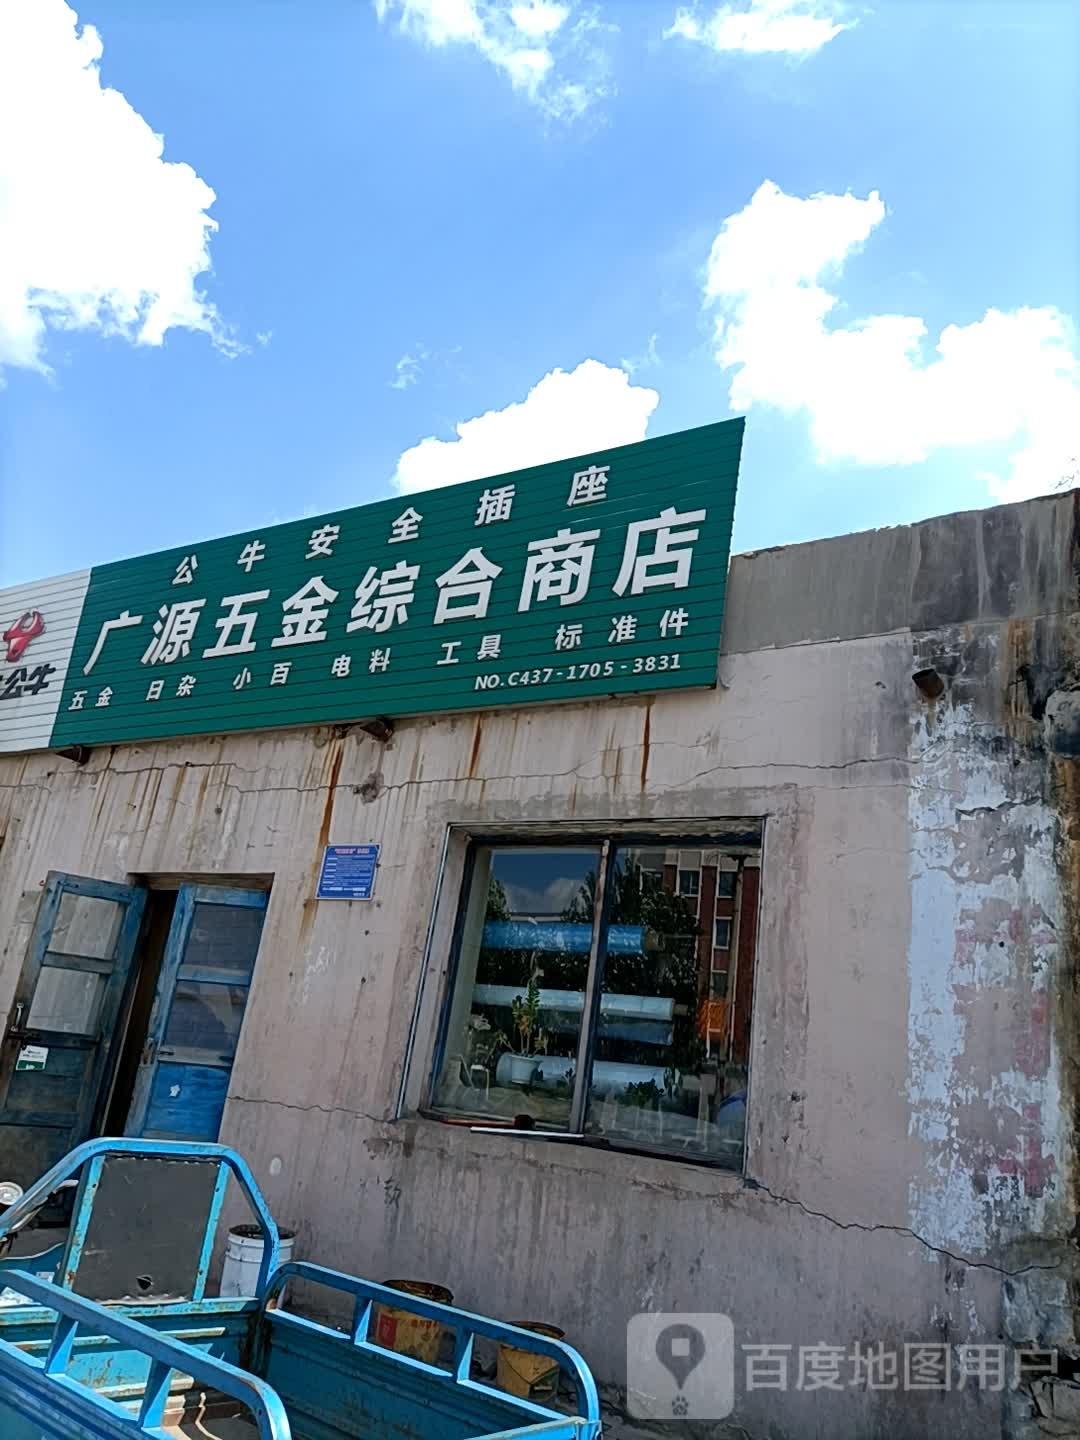 公牛安全插座
公牛
广源五金综合商店
五金 日杂 小百 电料 工具 标准件
NO.C437-1705-3831
百度地图用户